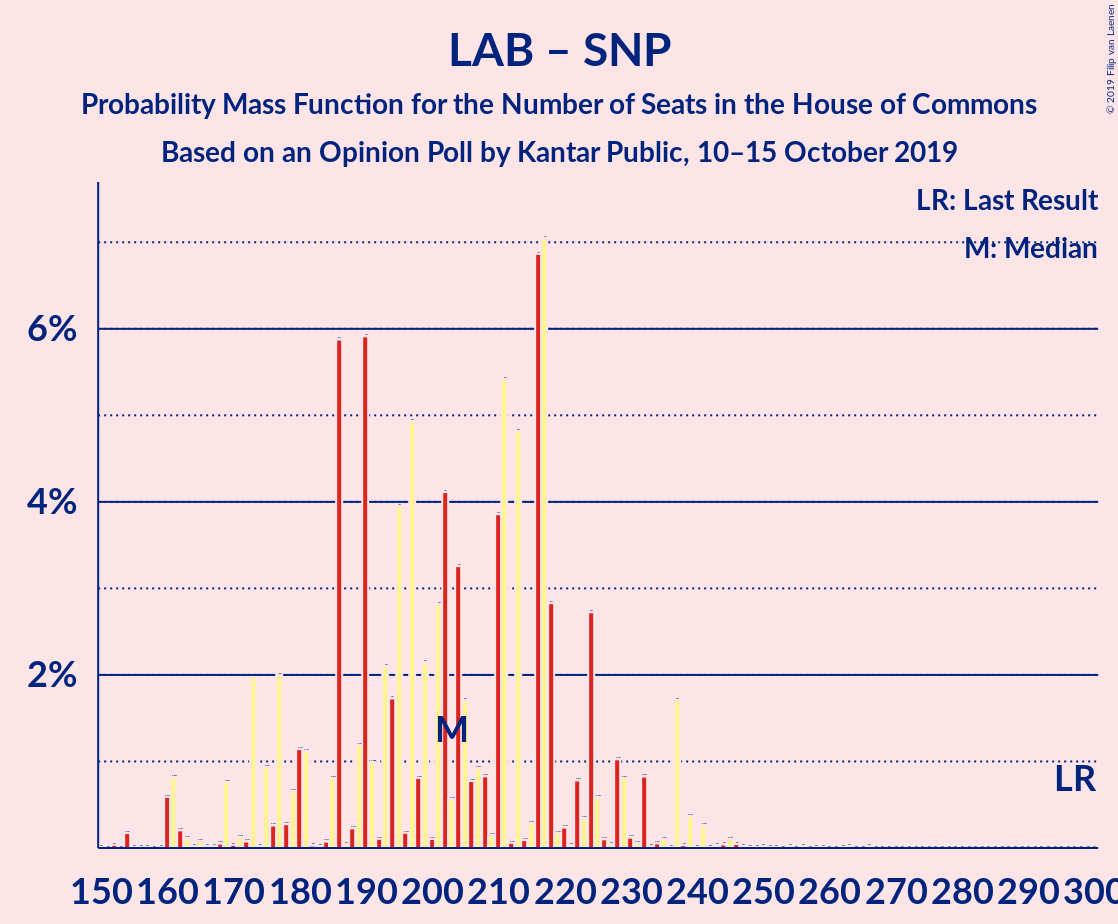 LAB – SNP
Probability Mass Function for the Number of Seats in the House of Commons
Based on an Opinion Poll by Kantar Public, 10–15 October 2019
© 2019 Filip van Laenen
LR: Last Result
M: Median
6%
4%
2%
M
LR
150 160 170 180 190 200 210 220 230 240 250 260 270 280 290 300